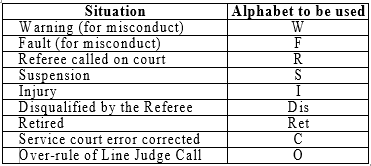 Situation Alphabet to be used
Warning (for misconduct) W
Fault (for misconduct) F
Referee called on court R
Suspension S
Injury I
Disqualified by the Referee Dis
Retired Ret
Service court error corrected C
Over-rule of Line Judge Call O